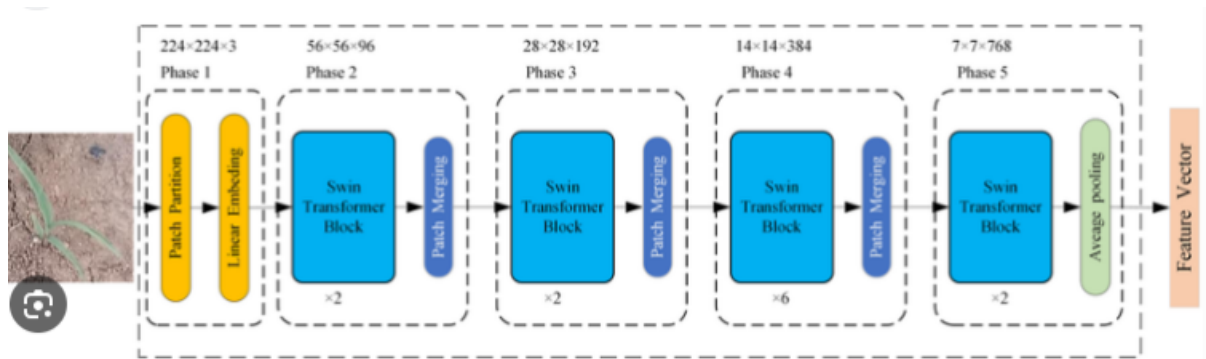 224×224×3
Phase 1
Patch Partition
Linear Embeding
56×56×96
Phase 2
Swin
Transformer
Block
×2
Patch Merging
28×28×192
Phase 3
Swin
Transformer
Block
×2
Patch Merging
14×14×384
Phase 4
Swin
Transformer
Block
×6
Patch Merging
7×7×768
Phase 5
Swin
Transformer
Block
×2
Aveage pooling
Feature Vector